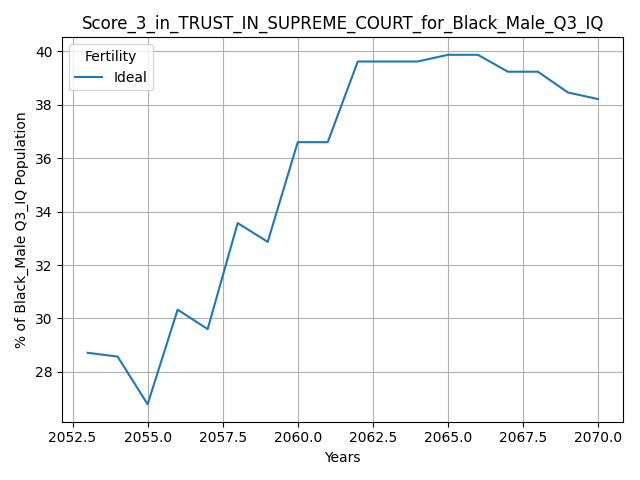 Score_3_in_TRUST_IN_SUPREME_COURT_for_Black_Male_Q3_IQ
Fertility
Ideal
% of Black_Male Q3_IQ Population
40
38
36
34
32
30
28
2052.5 2055.0 2057.5 2060.0 2062.5 2065.0 2067.5 2070.0
Years